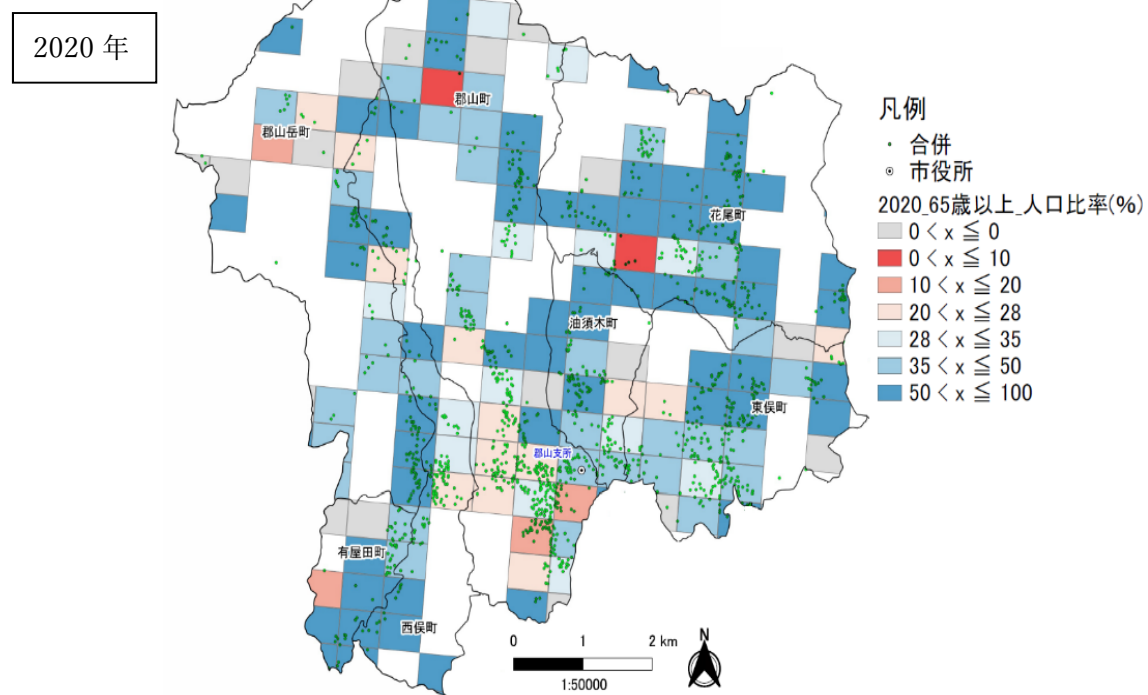 2020 年
郡山町
郡山岳町
花尾町
油須木町
東俣町
郡山支所
有屋田町
西俣町
凡例
合併
市役所
2020_65歳以上_人口比率(%)
0 < x ≦ 0
0 < x ≦ 10
10 < x ≦ 20
20 < x ≦ 28
28 < x ≦ 35
35 < x ≦ 50
50 < x ≦ 100
0 1 2 km
1:50000
N